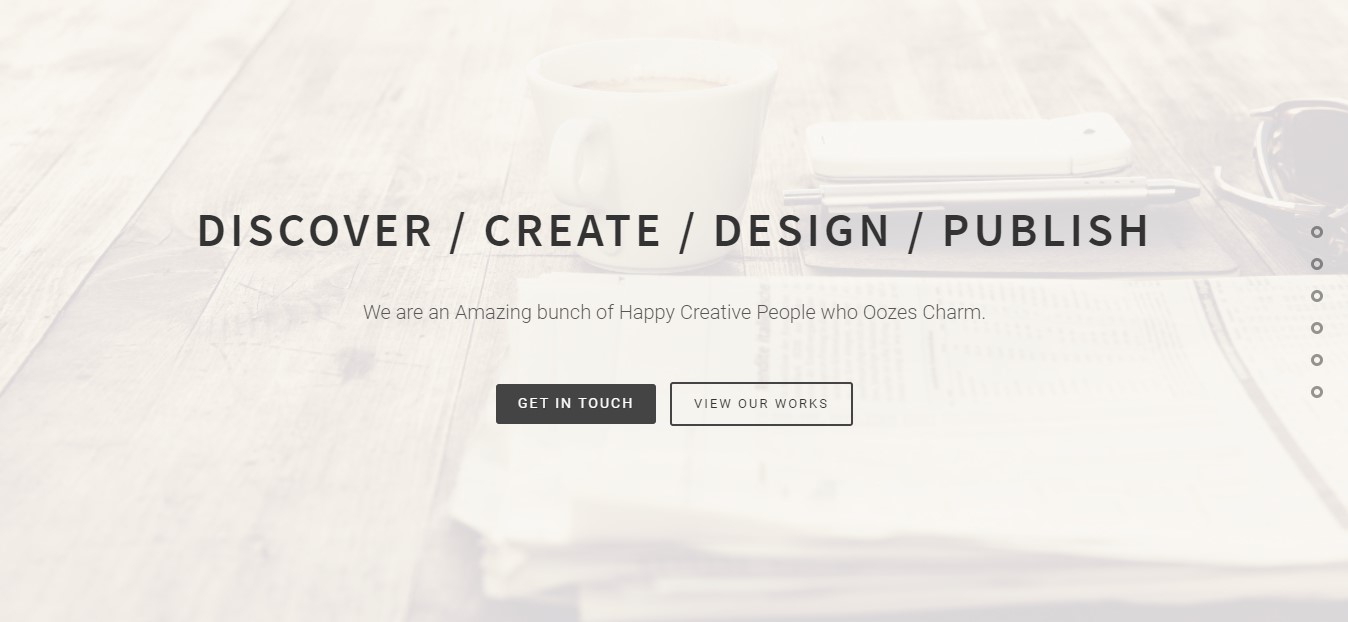 DISCOVER / CREATE / DESIGN / PUBLISH
We are an Amazing bunch of Happy Creative People who Oozes Charm.
GET IN TOUCH
VIEW OUR WORKS